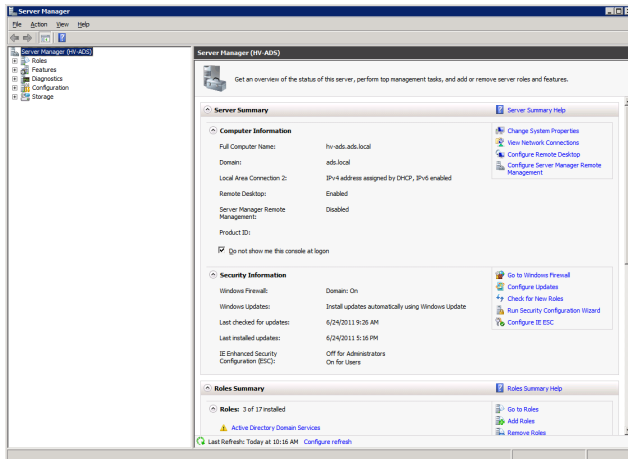 Server Manager
File Action View Help
Server Manager (HV-ADS)
Roles
Features
Diagnostics
Configuration
Storage
Server Manager (HV-ADS)
Get an overview of the status of this server, perform top management tasks, and add or remove server roles and features.
Server Summary
Server Summary Help
Computer Information
Full Computer Name: hv-ads.ads.local
Domain: ads.local
Local Area Connection 2: IPv4 address assigned by DHCP, IPv6 enabled
Remote Desktop: Enabled
Server Manager Remote
Management: Disabled
Product ID:
Do not show me this console at logon
Change System Properties
View Network Connections
Configure Remote Desktop
Configure Server Manager Remote
Management
Security Information
Windows Firewall: Domain: On
Windows Updates: Install updates automatically using Windows Update
Last checked for updates: 6/24/2011 9:26 AM
Last installed updates: 6/24/2011 5:16 PM
IE Enhanced Security Off for Administrators
Configuration (ESC): On for Users
Go to Windows Firewall
Configure Updates
Check for New Roles
Run Security Configuration Wizard
Configure IE ESC
Roles Summary
Roles Summary Help
Roles: 3 of 17 installed
Active Directory Domain Services
Go to Roles
Add Roles
Remove Roles
Last Refresh: Today at 10:16 AM Configure refresh